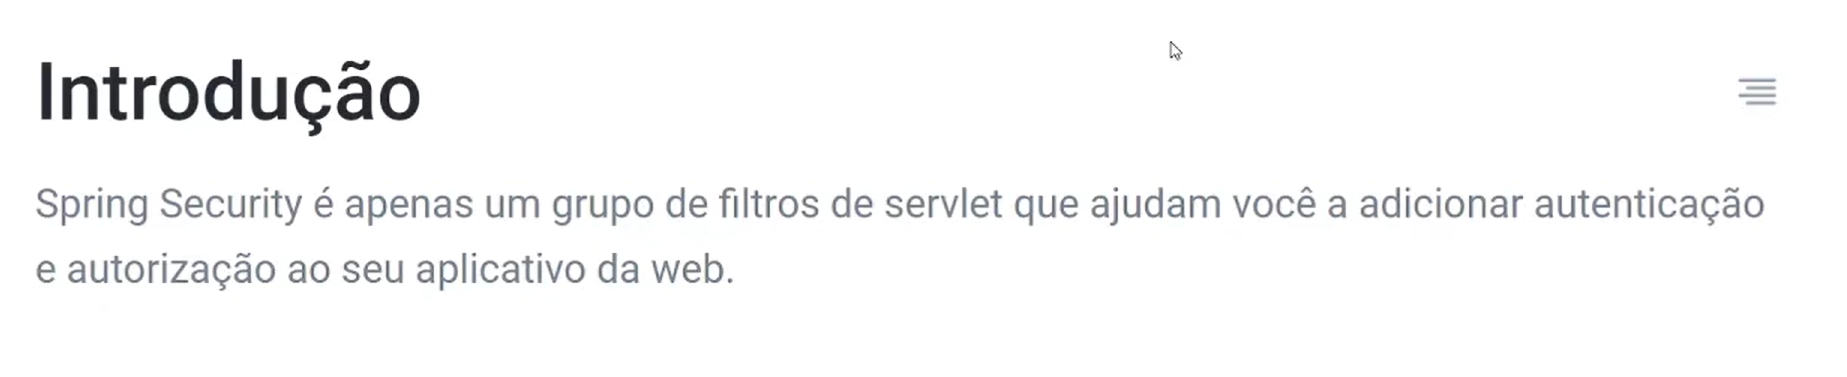 Introdução
Spring Security é apenas um grupo de filtros de servlet que ajudam você a adicionar autenticação
e autorização ao seu aplicativo da web.